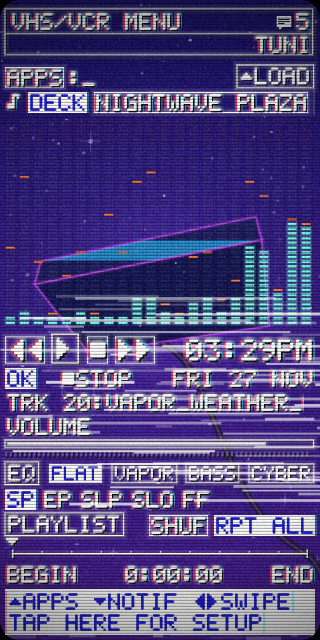 VHS/VCR MENU 5
TUNI
APPS:_ LOAD
DECK NIGHTWAVE PLAZA
03:29PM
OK STOP FRI 27 NOV
TRK 20:VAPOR_WEATHER_
VOLUME
EQ FLAT VAPOR BASS CYBER
SP EP SLP SLO FF
PLAYLIST SHUF RPT ALL
BEGIN 0:00:00 END
APPS NOTIF SWIPE
TAP HERE FOR SETUP